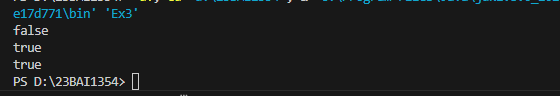 e17d771\bin' 'Ex3'
false
true
true
PS D:\23BAI1354>